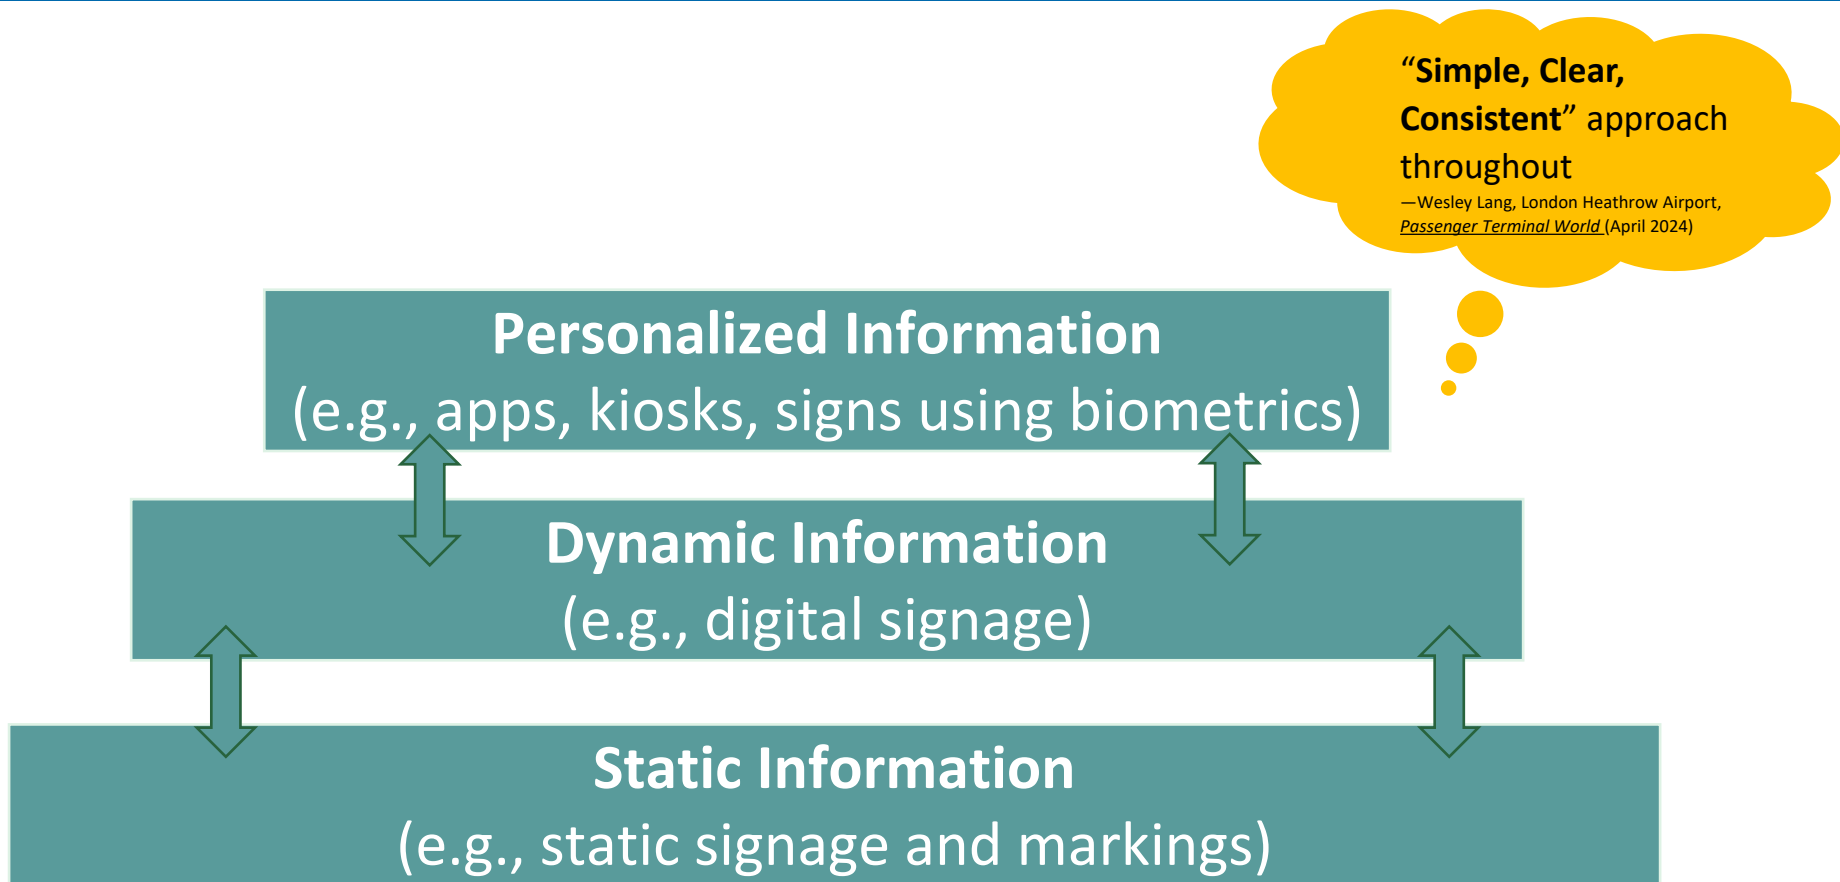 “Simple, Clear,
Consistent” approach
throughout
—Wesley Lang, London Heathrow Airport,
Passenger Terminal World (April 2024)
Personalized Information
(e.g., apps, kiosks, signs using biometrics)
Dynamic Information
(e.g., digital signage)
Static Information
(e.g., static signage and markings)